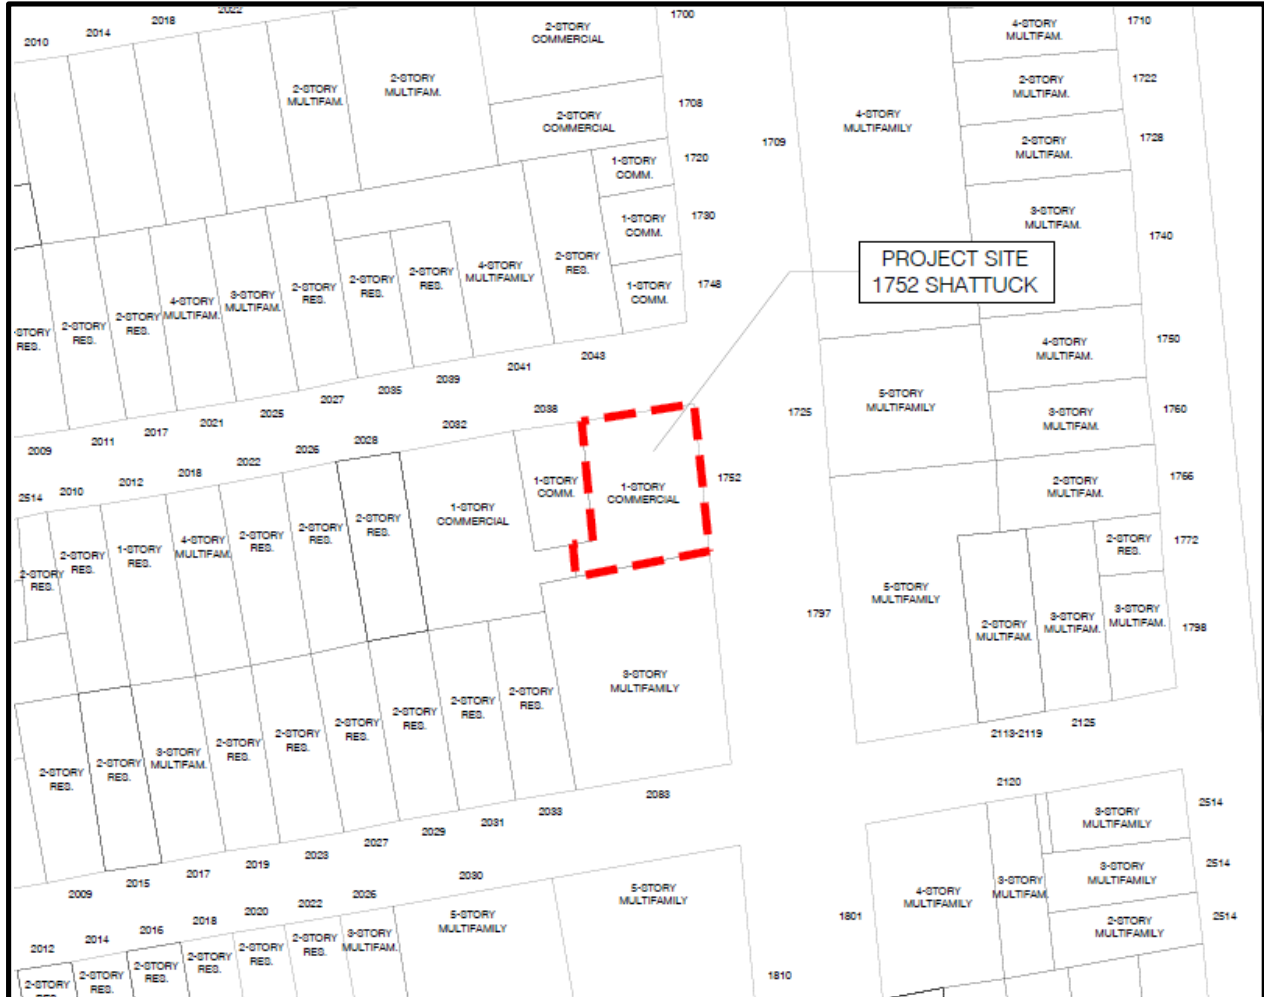 2010
2014
2018
2022
1700
1710
2-STORY
COMMERCIAL
4-STORY
MULTIFAM.
2-STORY
MULTIFAM.
2-STORY
MULTIFAM.
2-STORY
MULTIFAM.
1722
2-STORY
COMMERCIAL
1708
4-STORY
MULTIFAMILY
1709
2-STORY
MULTIFAM.
1728
1-STORY
COMM.
1720
3-STORY
MULTIFAM.
1740
1-STORY
COMM.
1730
1-STORY
COMM.
1748
PROJECT SITE
1752 SHATTUCK
-STORY
RES.
2-STORY
RES.
2-STORY
RES.
4-STORY
MULTIFAM.
3-STORY
MULTIFAM.
2-STORY
RES.
2-STORY
RES.
2-STORY
RES.
4-STORY
MULTIFAMILY
2-STORY
RES.
2009
2011
2017
2021
2025
2027
2035
2039
2041
2043
4-STORY
MULTIFAM.
1750
5-STORY
MULTIFAMILY
1725
3-STORY
MULTIFAM.
1760
2514
2010
2012
2018
2022
2026
2028
2032
2038
2-STORY
RES.
2-STORY
RES.
1-STORY
RES.
4-STORY
MULTIFAM.
2-STORY
RES.
2-STORY
RES.
2-STORY
RES.
1-STORY
COMMERCIAL
1-STORY
COMM.
1-STORY
COMMERCIAL
1752
2-STORY
MULTIFAM.
1766
2-STORY
RES.
1772
5-STORY
MULTIFAMILY
1797
2-STORY
MULTIFAM.
3-STORY
MULTIFAM.
3-STORY
MULTIFAM.
1798
2-STORY
RES.
2-STORY
RES.
3-STORY
MULTIFAM.
2-STORY
RES.
2-STORY
RES.
2-STORY
RES.
2-STORY
RES.
2-STORY
RES.
2-STORY
RES.
3-STORY
MULTIFAMILY
2113-2119
2125
2009
2015
2017
2019
2023
2027
2029
2031
2033
2083
2120
3-STORY
MULTIFAMILY
2514
3-STORY
MULTIFAMILY
2514
2-STORY
MULTIFAMILY
2514
4-STORY
MULTIFAMILY
3-STORY
MULTIFAM.
1801
2012
2014
2016
2018
2020
2022
2026
2030
2-STORY
RES.
2-STORY
RES.
2-STORY
RES.
2-STORY
RES.
2-STORY
RES.
2-STORY
RES.
3-STORY
MULTIFAM.
5-STORY
MULTIFAMILY
5-STORY
MULTIFAMILY
1810